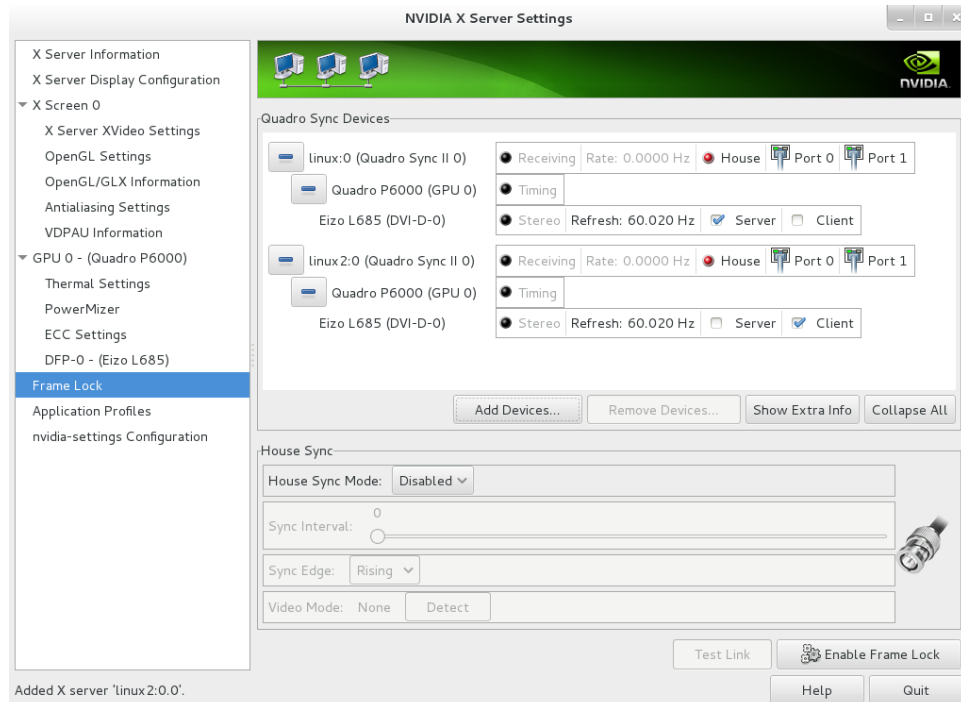 NVIDIA X Server Settings
X Server Information
X Server Display Configuration
X Screen 0
X Server XVideo Settings
OpenGL Settings
OpenGL/GLX Information
Antialiasing Settings
VDPAU Information
GPU 0 - (Quadro P6000)
Thermal Settings
PowerMizer
ECC Settings
DFP-0 - (Eizo L685)
Frame Lock
Application Profiles
nvidia-settings Configuration
NVIDIA.
Quadro Sync Devices
linux:0 (Quadro Sync II 0) Receiving Rate: 0.0000 Hz House Port 0 Port 1
Quadro P6000 (GPU 0) Timing
Eizo L685 (DVI-D-0) Stereo Refresh: 60.020 Hz Server Client
linux2:0 (Quadro Sync II 0) Receiving Rate: 0.0000 Hz House Port 0 Port 1
Quadro P6000 (GPU 0) Timing
Eizo L685 (DVI-D-0) Stereo Refresh: 60.020 Hz Server Client
Add Devices... Remove Devices... Show Extra Info Collapse All
House Sync
House Sync Mode: Disabled
0
Sync Interval:
Sync Edge: Rising
Video Mode: None Detect
Test Link Enable Frame Lock
Added X server 'linux2:0.0'. Help Quit